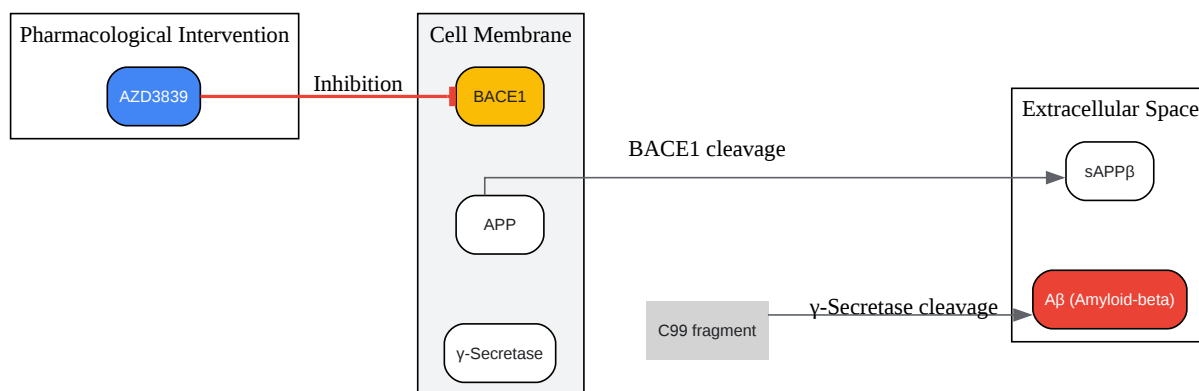 Pharmacological Intervention
AZD3839
Inhibition
Cell Membrane
BACE1
APP
γ-Secretase
BACE1 cleavage
C99 fragment
γ-Secretase cleavage
Extracellular Space
sAPPβ
Aβ (Amyloid-beta)